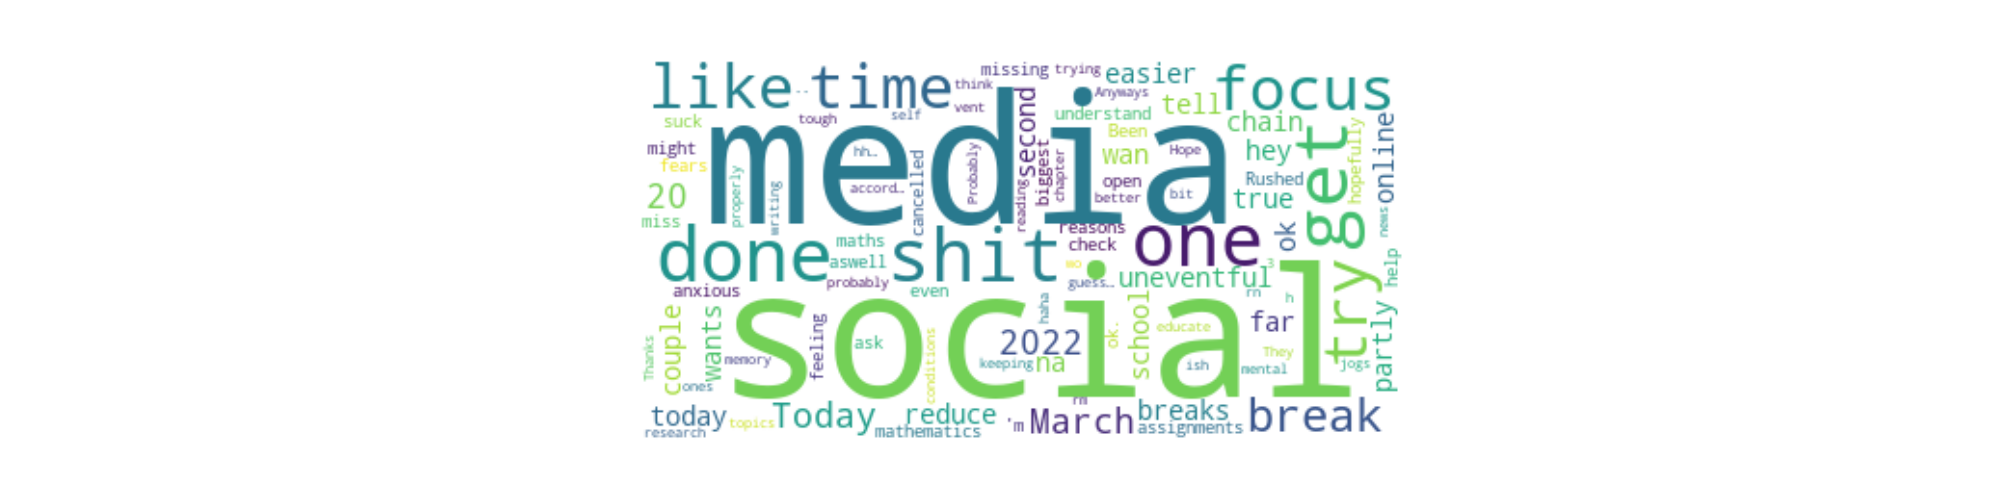 like
time
missing
trying
easier
focus
think
Anyways
tell
vent
understand
chain
suck
tough
self
second
Been
media
might
hh…
Hope
hey
online
fears
biggest
wan
get
hopefully
20
properly
writing
accord…
cancelled
Probably
reading
chapter
open
better
bit
Rushed
true
miss
news
done
maths
shit
reasons
check
one
ok
aswell
wo
uneventful
3
try
help
anxious
probably
even
guess…
rn
h
social
Thanks
couple
wants
feeling
ask
conditions
haha
2022
ok.
school
educate
far
partly
memory
keeping
na
ish
They
mental
jogs
ones
today
topics
Today
reduce
'm
March
breaks
break
research
mathematics
assignments